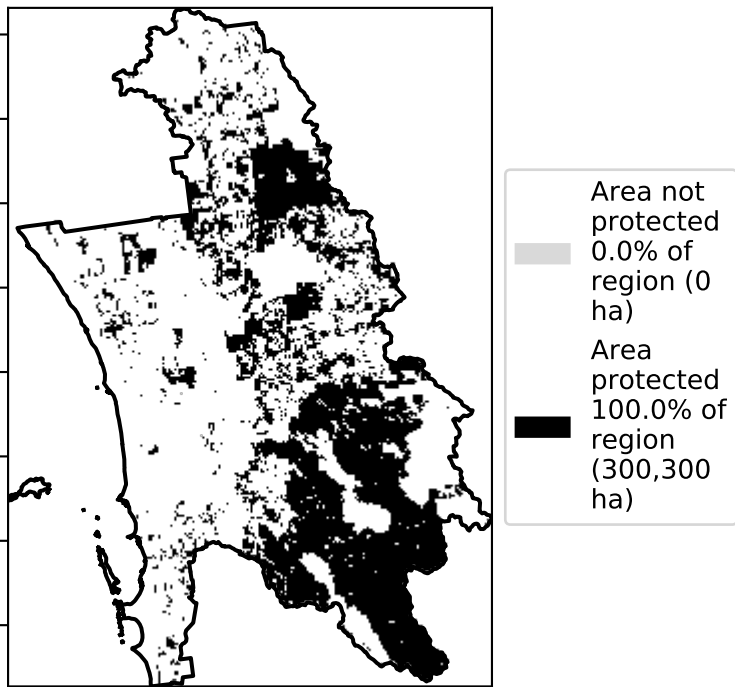 Area not
protected
0.0% of
region (0
ha)
Area
protected
100.0% of
region
(300,300
ha)